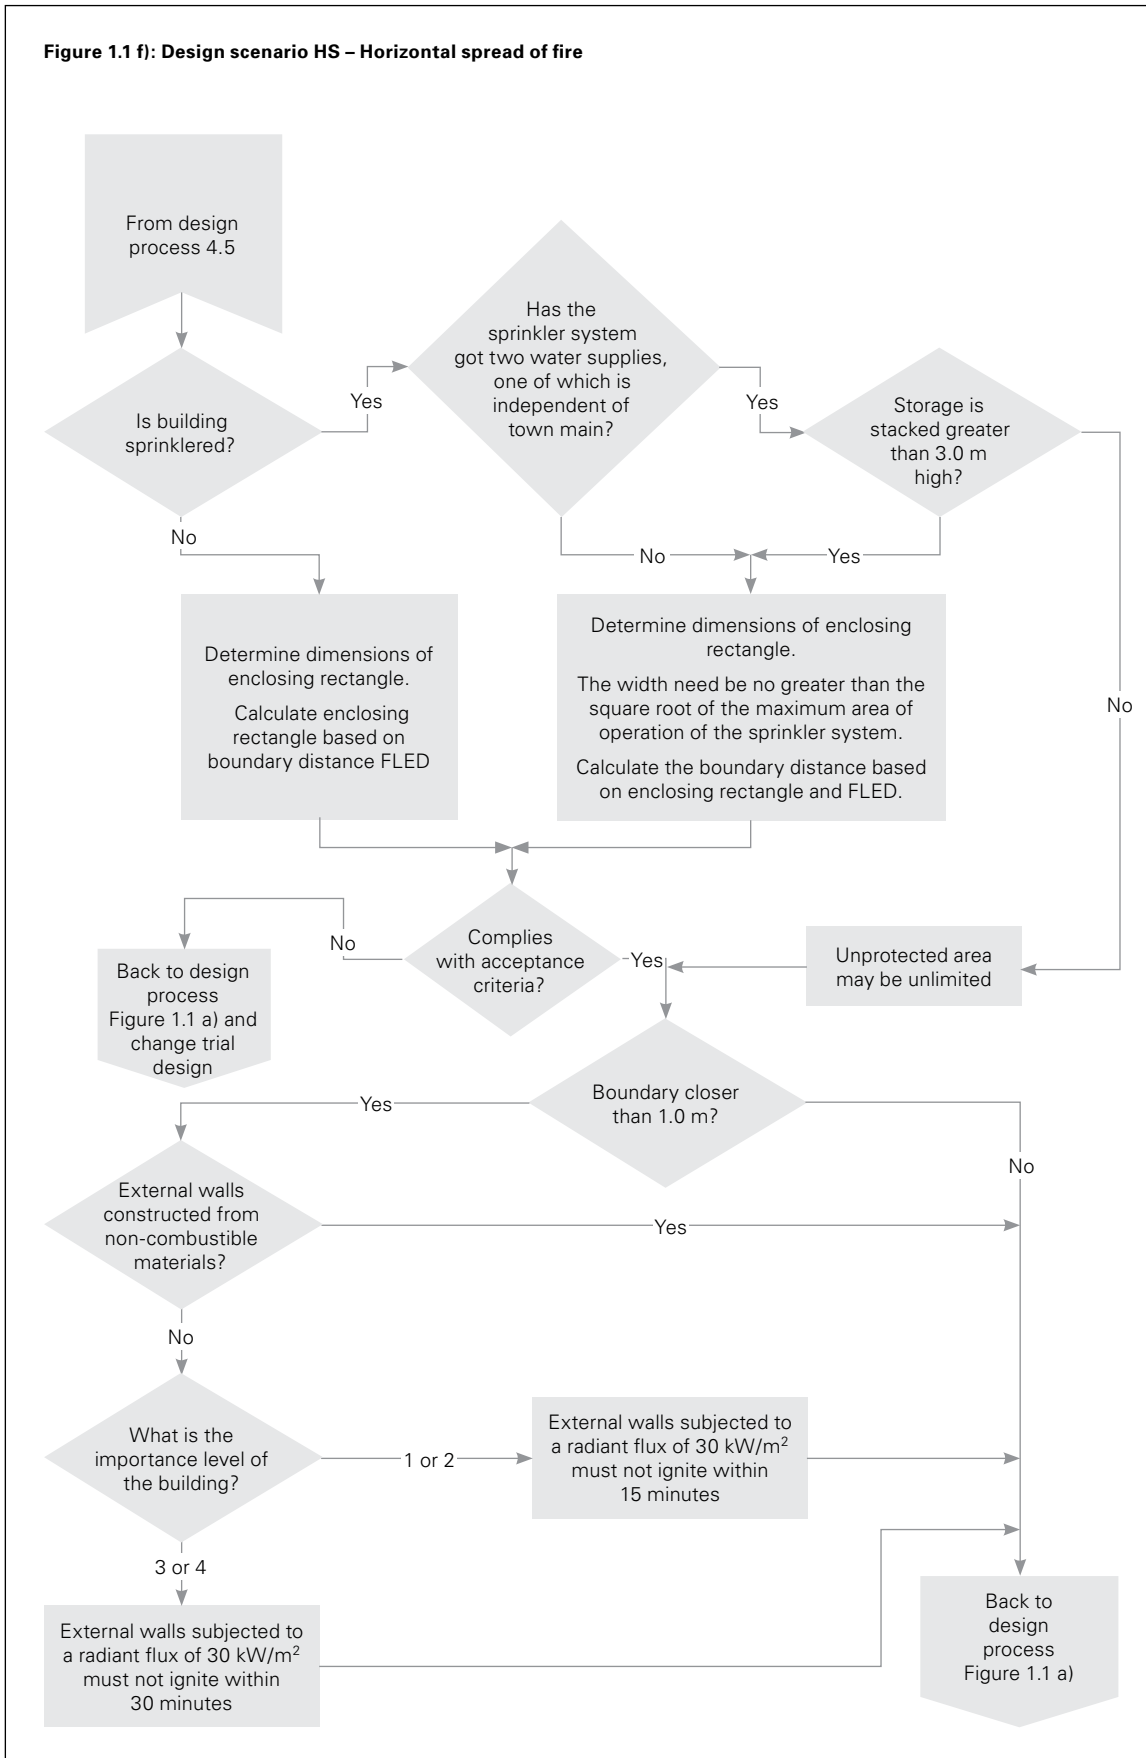 Figure 1.1 f): Design scenario HS – Horizontal spread of fire
From design
process 4.5
Is building
sprinklered?
Yes
Has the
sprinkler system
got two water supplies,
one of which is
independent of
town main?
Yes
Storage is
stacked greater
than 3.0 m
high?
No
No
Yes
No
Determine dimensions of
enclosing rectangle.
Calculate enclosing
rectangle based on
boundary distance FLED
Determine dimensions of enclosing
rectangle.
The width need be no greater than the
square root of the maximum area of
operation of the sprinkler system.
Calculate the boundary distance based
on enclosing rectangle and FLED.
Complies
with acceptance
criteria?
No
Yes
Unprotected area
may be unlimited
Back to design
process
Figure 1.1 a) and
change trial
design
Boundary closer
than 1.0 m?
Yes
No
External walls
constructed from
non-combustible
materials?
Yes
No
What is the
importance level of
the building?
1 or 2
External walls subjected to
a radiant flux of 30 kW/m²
must not ignite within
15 minutes
3 or 4
External walls subjected to
a radiant flux of 30 kW/m²
must not ignite within
30 minutes
Back to
design
process
Figure 1.1 a)